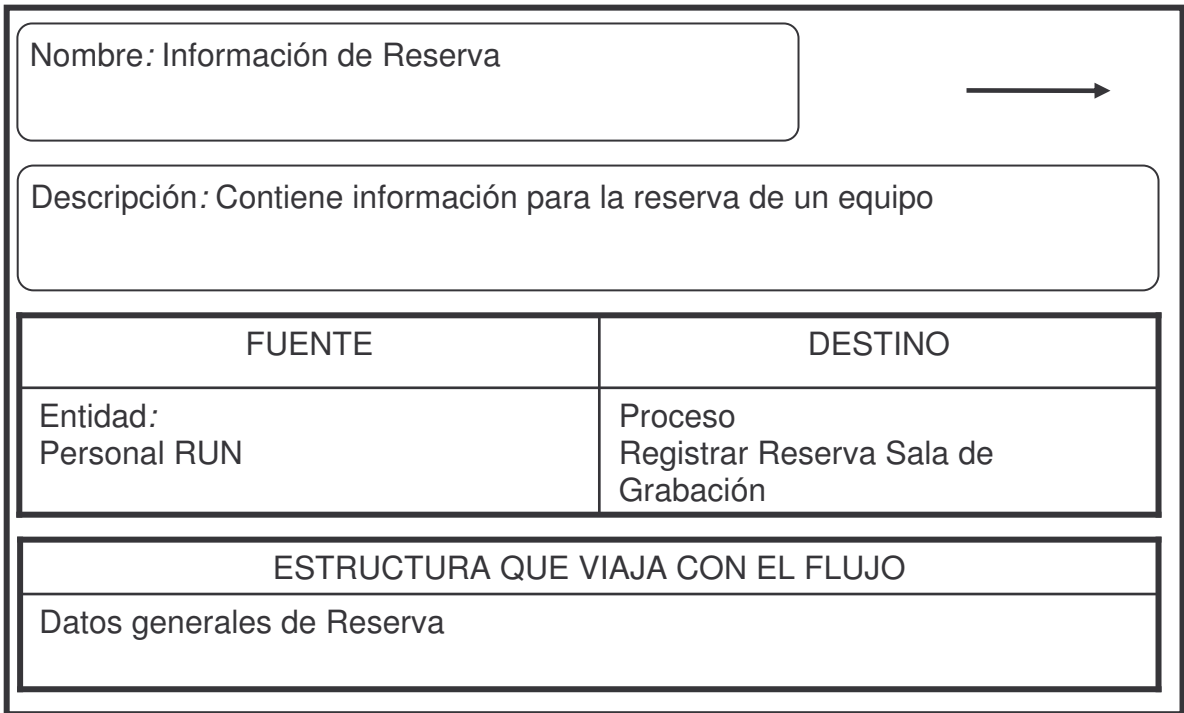 Nombre: Información de Reserva
Descripción: Contiene información para la reserva de un equipo
FUENTE
DESTINO
Entidad:
Personal RUN
Proceso
Registrar Reserva Sala de
Grabación
ESTRUCTURA QUE VIAJA CON EL FLUJO
Datos generales de Reserva